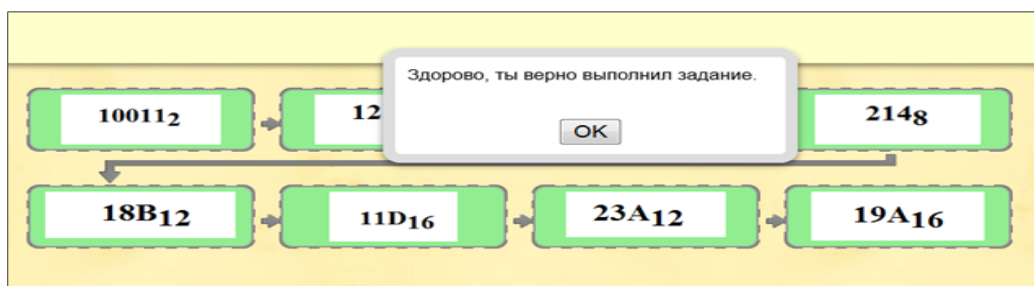 Здорово, ты верно выполнил задание.
OK
10011₂
12
214₈
18B₁₂
11D₁₆
23A₁₂
19A₁₆